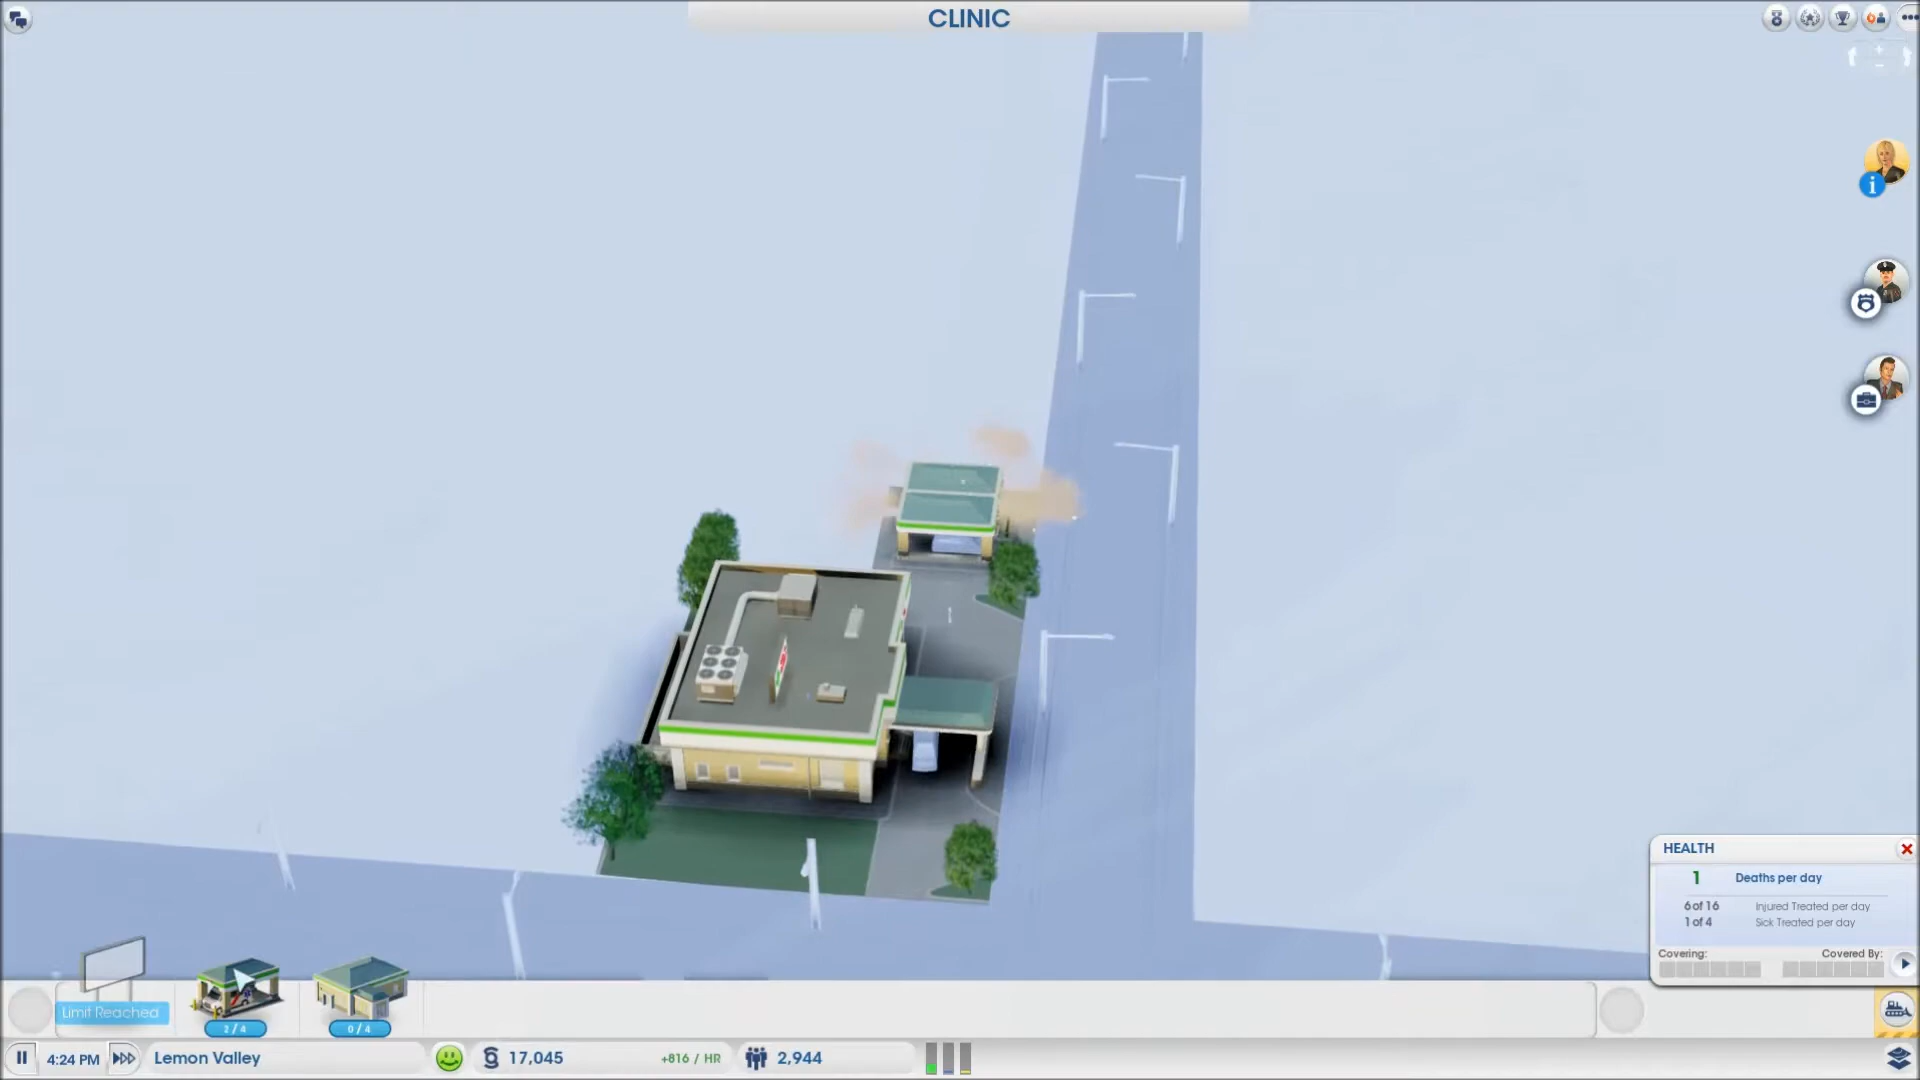 CLINIC
i
HEALTH
1 Deaths per day
6 of 16 Injured Treated per day
1 of 4 Sick Treated per day
Covering: Covered By:
Limit Reached
2/4
0/4
4:24 PM
Lemon Valley
17,045
+816 / HR
2,944